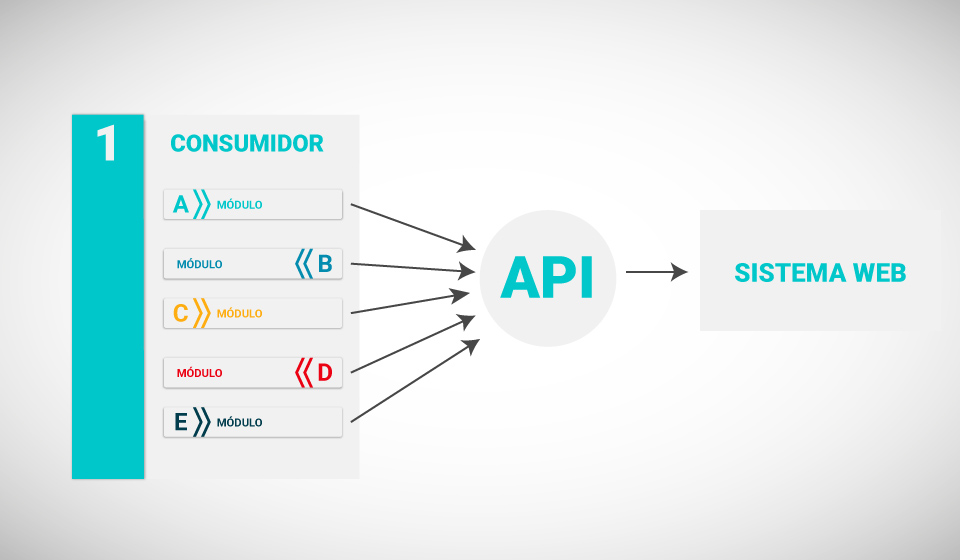 1
CONSUMIDOR
A MÓDULO
MÓDULO B
C MÓDULO
MÓDULO D
E MÓDULO
API
SISTEMA WEB